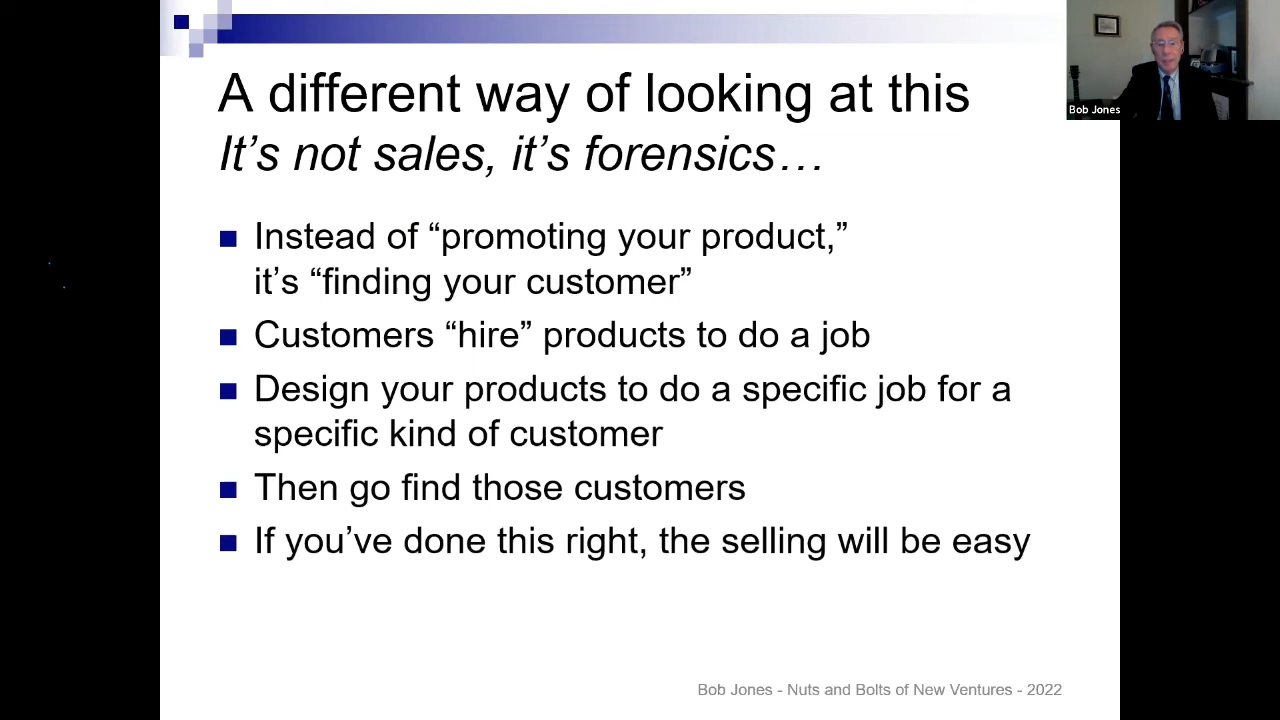 A different way of looking at this
It’s not sales, it’s forensics…
Instead of “promoting your product,”
it’s “finding your customer”
Customers “hire” products to do a job
Design your products to do a specific job for a
specific kind of customer
Then go find those customers
If you’ve done this right, the selling will be easy
Bob Jones - Nuts and Bolts of New Ventures - 2022
Bob Jones